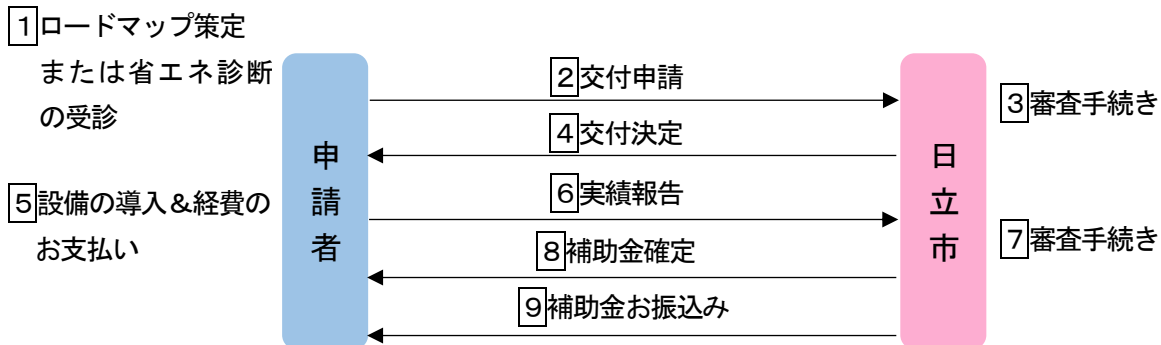 1ロードマップ策定
または省エネ診断
の受診
5設備の導入&経費の
お支払い
申請者
2交付申請
4交付決定
6実績報告
8補助金確定
9補助金お振込み
日立市
3審査手続き
7審査手続き